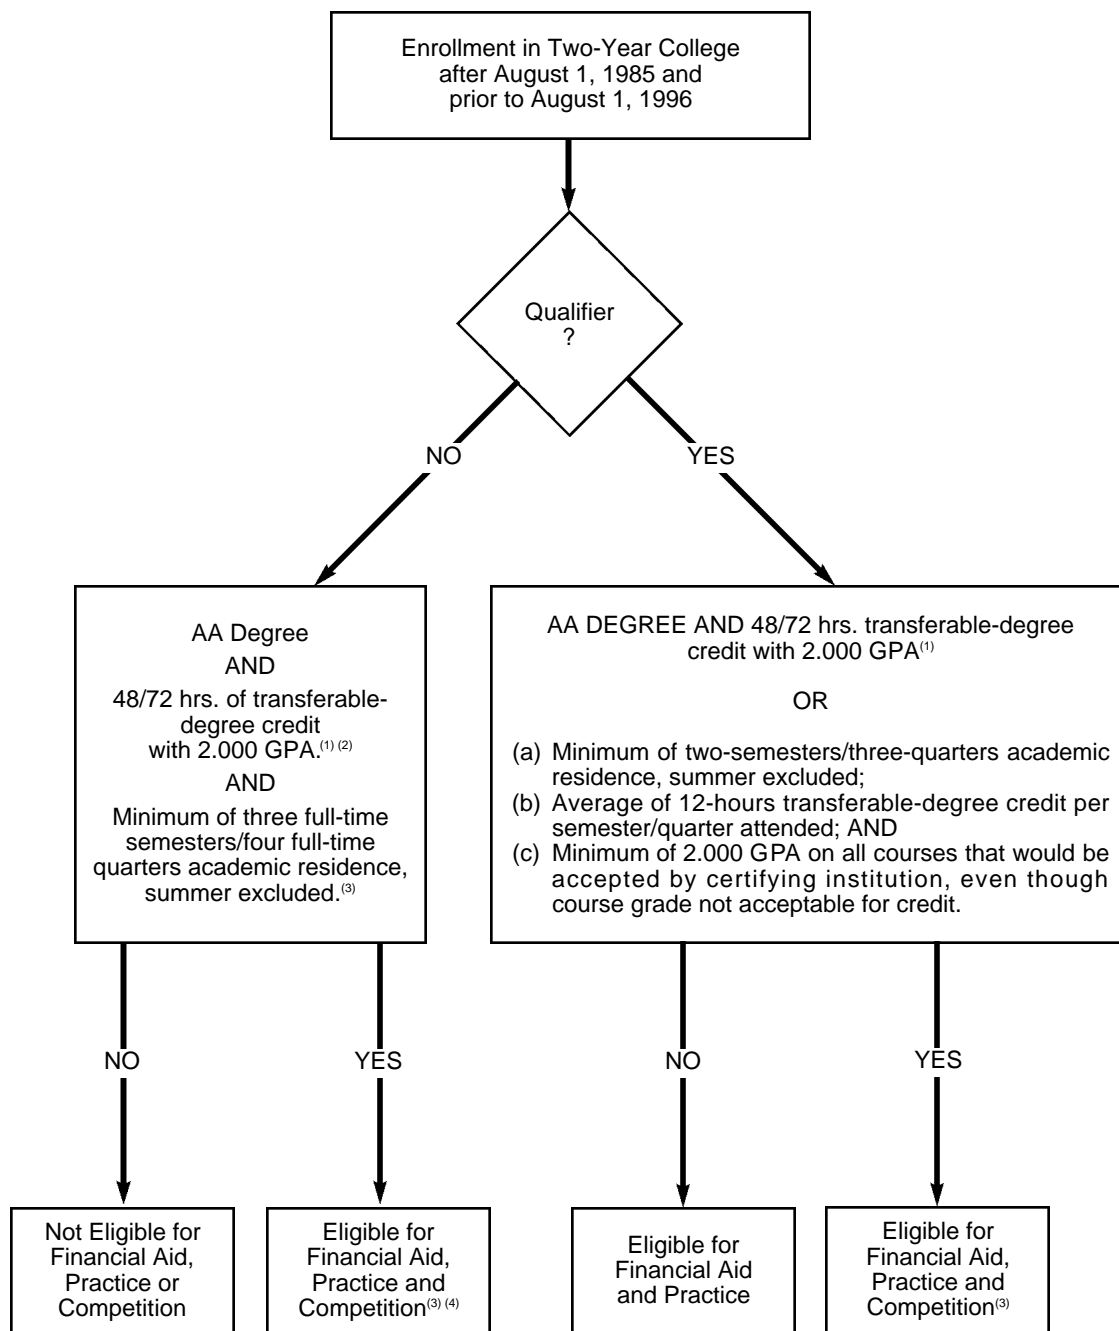 Enrollment in Two-Year College
after August 1, 1985 and
prior to August 1, 1996
Qualifier
?
NO
YES
AA Degree
AND
48/72 hrs. of transferable-
degree credit
with 2.000 GPA.(1) (2)
AND
Minimum of three full-time
semesters/four full-time
quarters academic residence,
summer excluded.(3)
AA DEGREE AND 48/72 hrs. transferable-degree
credit with 2.000 GPA(1)
OR
(a) Minimum of two-semesters/three-quarters academic
residence, summer excluded;
(b) Average of 12-hours transferable-degree credit per
semester/quarter attended; AND
(c) Minimum of 2.000 GPA on all courses that would be
accepted by certifying institution, even though
course grade not acceptable for credit.
NO
YES
NO
YES
Not Eligible for
Financial Aid,
Practice or
Competition
Eligible for
Financial Aid,
Practice and
Competition(3) (4)
Eligible for
Financial Aid
and Practice
Eligible for
Financial Aid,
Practice and
Competition(3)